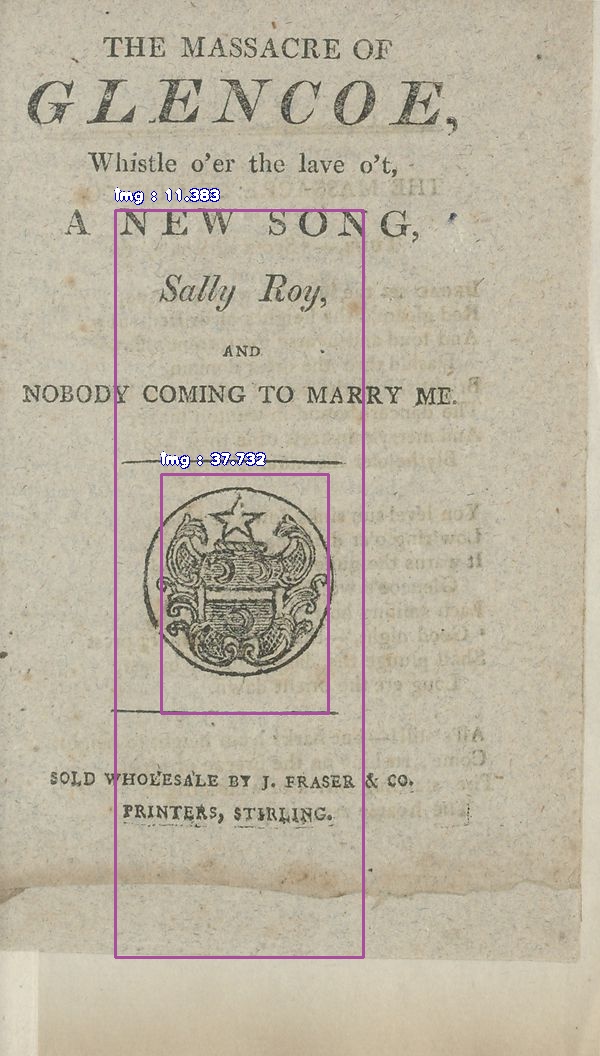 THE MASSACRE OF
GLENCOE,
Whistle o'er the lave o't,
Img : 11.383
A NEW SONG,
Sally Roy,
AND
NOBODY COMING TO MARRY ME.
Img : 37.732
SOLD WHOLESALE BY J. FRASER & CO.
PRINTERS, STIRLING.